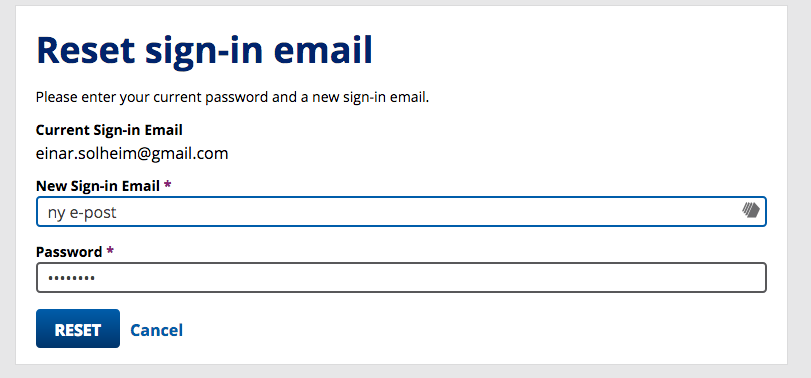 Reset sign-in email
Please enter your current password and a new sign-in email.
Current Sign-in Email
einar.solheim@gmail.com
New Sign-in Email *
ny e-post
Password *
••••••••
RESET Cancel